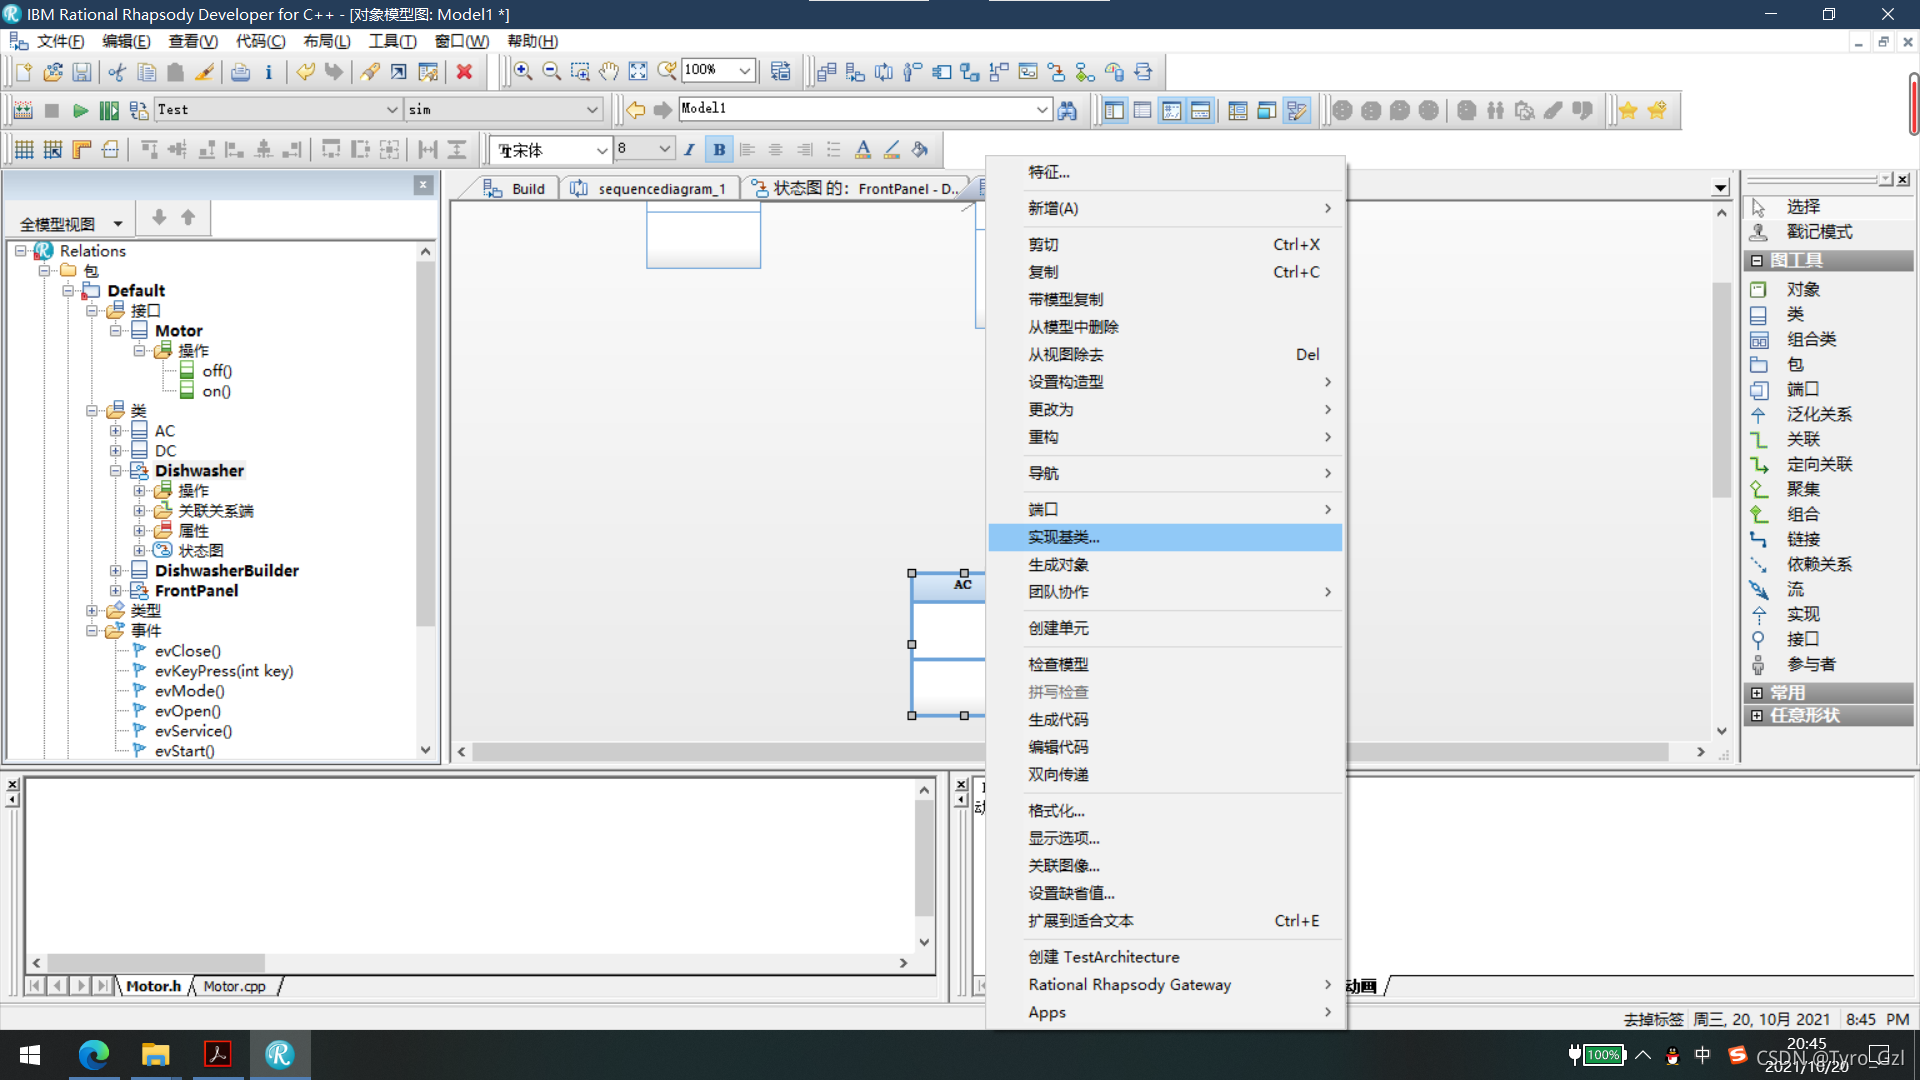 IBM Rational Rhapsody Developer for C++ - [对象模型图: Model1 *]
文件(F) 编辑(E) 查看(V) 代码(C) 布局(L) 工具(T) 窗口(W) 帮助(H)
100%
Test sim Model1
宋体 8 I B
Build sequencediagram_1 状态图 的: FrontPanel - D...
全模型视图
Relations
包
Default
接口
Motor
操作
off()
on()
类
AC
DC
Dishwasher
操作
关联关系端
属性
状态图
DishwasherBuilder
FrontPanel
类型
事件
evClose()
evKeyPress(int key)
evMode()
evOpen()
evService()
evStart()
AC
特征...
新增(A)
剪切 Ctrl+X
复制 Ctrl+C
带模型复制
从模型中删除
从视图除去 Del
设置构造型
更改为
重构
导航
端口
实现基类...
生成对象
团队协作
创建单元
检查模型
拼写检查
生成代码
编辑代码
双向传递
格式化...
显示选项...
关联图像...
设置缺省值...
扩展到适合文本 Ctrl+E
创建 TestArchitecture
Rational Rhapsody Gateway
Apps
选择
戳记模式
图工具
对象
类
组合类
包
端口
泛化关系
关联
定向关联
聚集
组合
链接
依赖关系
流
实现
接口
参与者
常用
任意形状
Motor.h Motor.cpp
动画
去掉标签 周三, 20, 10月 2021 8:45 PM
100% 中 20:45
2021/10/20
CSDN @Tyro_Gzl